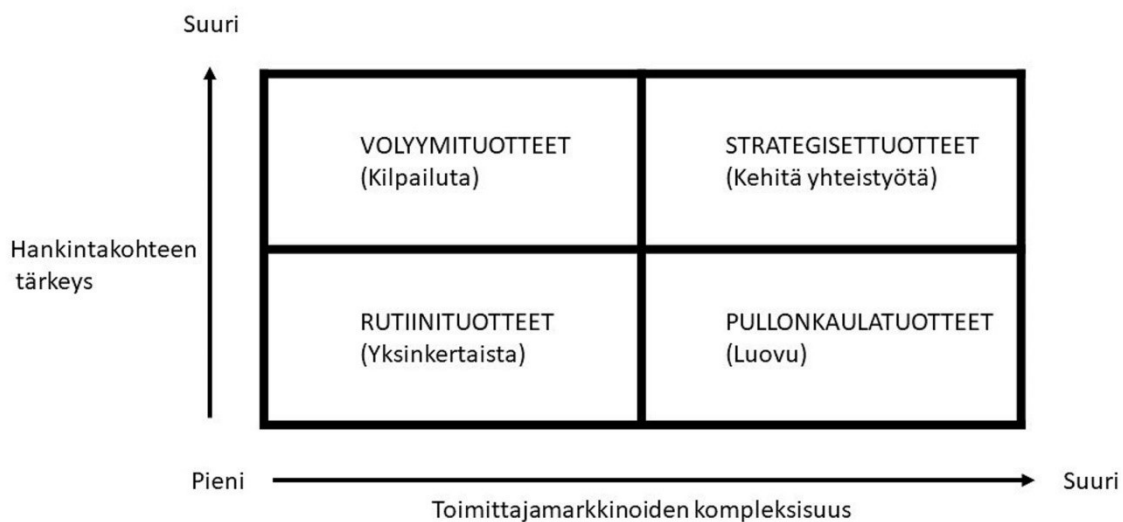 Suuri
VOLYYMITUOTTEET
(Kilpailuta)
STRATEGISETTUOTTEET
(Kehitä yhteistyötä)
Hankintakohteen
tärkeys
RUTIINITUOTTEET
(Yksinkertaista)
PULLONKAULATUOTTEET
(Luovu)
Pieni
Suuri
Toimittajamarkkinoiden kompleksisuus